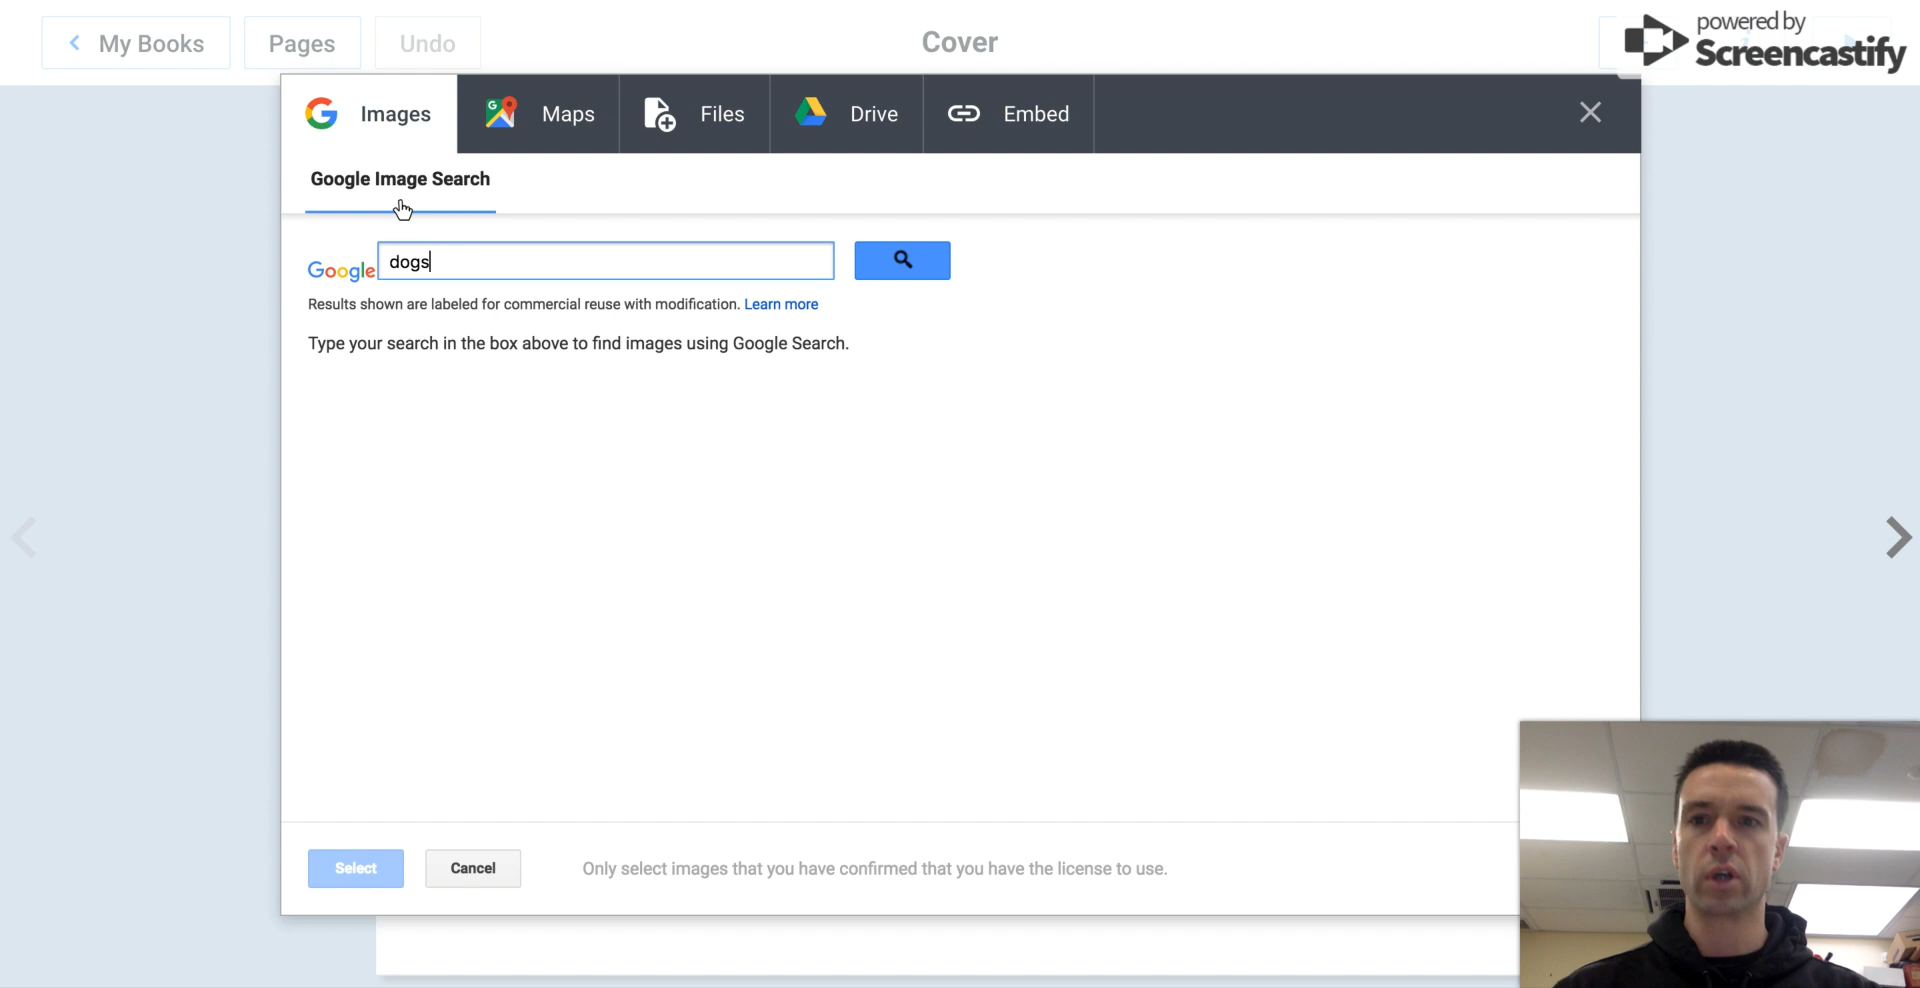 My Books
Pages
Undo
Cover
powered by
Screencastify
Images
Maps
Files
Drive
Embed
Google Image Search
Google
dogs
Results shown are labeled for commercial reuse with modification. Learn more
Type your search in the box above to find images using Google Search.
Select
Cancel
Only select images that you have confirmed that you have the license to use.